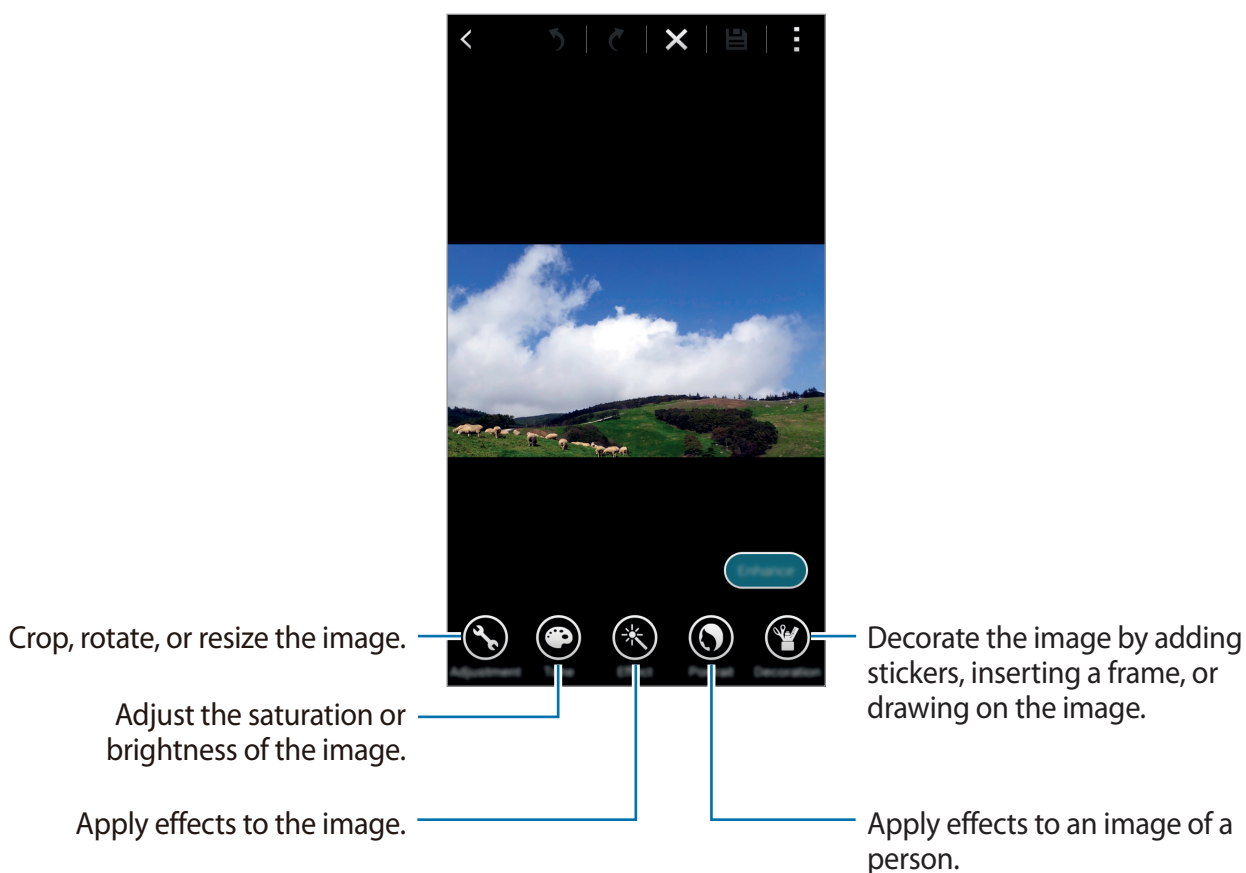 Enhance
Crop, rotate, or resize the image.
Adjustment
Decoration
Decorate the image by adding
stickers, inserting a frame, or
drawing on the image.
Adjust the saturation or
brightness of the image.
Apply effects to the image.
Apply effects to an image of a
person.